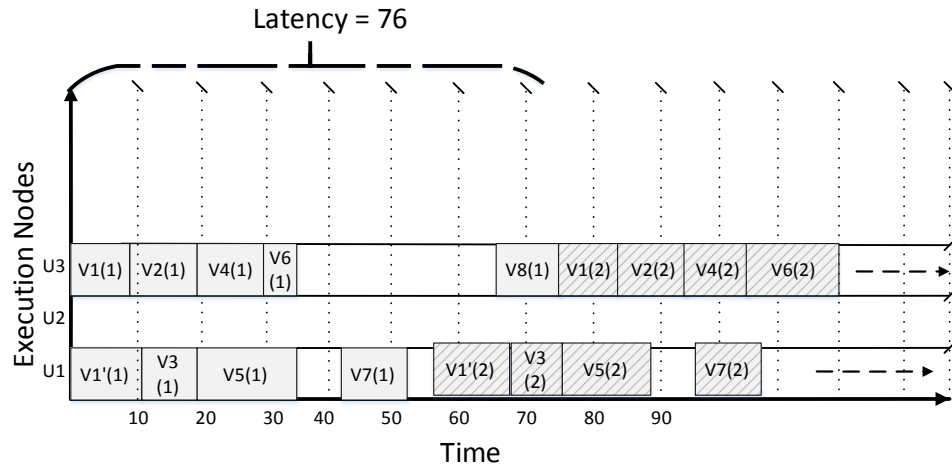 Latency = 76
Execution Nodes
U3
V1(1) V2(1) V4(1) V6 (1) V8(1) V1(2) V2(2) V4(2) V6(2)
U2
U1
V1'(1) V3 (1) V5(1) V7(1) V1'(2) V3 (2) V5(2) V7(2)
10 20 30 40 50 60 70 80 90
Time